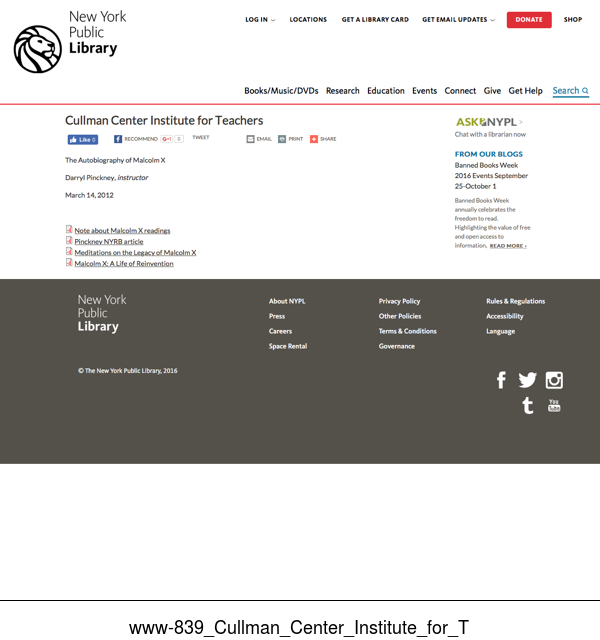 New York
Public
Library
LOG IN
LOCATIONS
GET A LIBRARY CARD
GET EMAIL UPDATES
DONATE
SHOP
Books/Music/DVDs Research Education Events Connect Give Get Help Search
Cullman Center Institute for Teachers
Like 0
RECOMMEND
G+1 0
TWEET
EMAIL
PRINT
SHARE
The Autobiography of Malcolm X
Darryl Pinckney, instructor
March 14, 2012
Note about Malcolm X readings
Pinckney NYRB article
Meditations on the Legacy of Malcolm X
Malcolm X: A Life of Reinvention
ASK NYPL >
Chat with a librarian now
FROM OUR BLOGS
Banned Books Week
2016 Events September
25-October 1
Banned Books Week
annually celebrates the
freedom to read.
Highlighting the value of free
and open access to
information. READ MORE ›
New York
Public
Library
About NYPL
Press
Careers
Space Rental
Privacy Policy
Other Policies
Terms & Conditions
Governance
Rules & Regulations
Accessibility
Language
© The New York Public Library, 2016
You
Tube
www-839_Cullman_Center_Institute_for_T